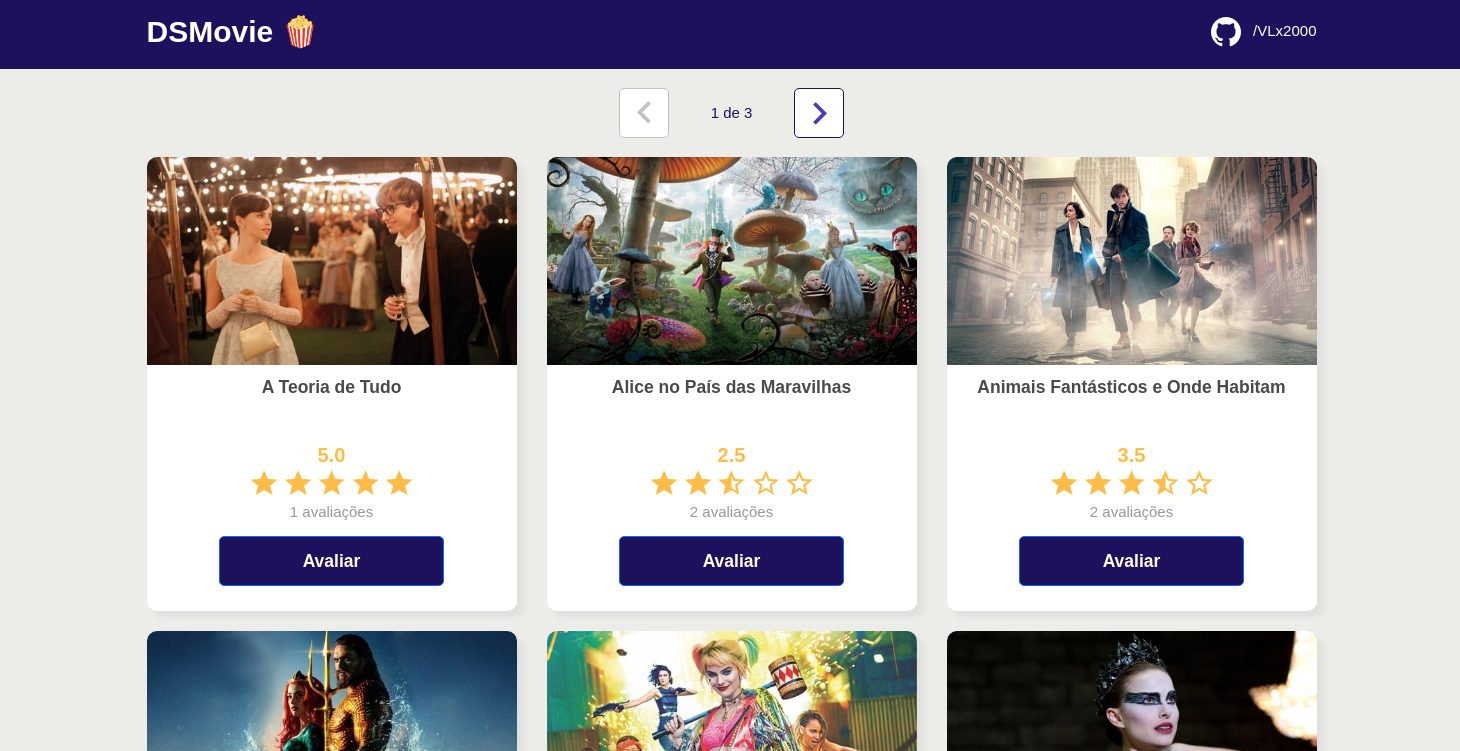 DSMovie
/VLx2000
1 de 3
A Teoria de Tudo
Alice no País das Maravilhas
Animais Fantásticos e Onde Habitam
5.0
2.5
3.5
1 avaliações
2 avaliações
2 avaliações
Avaliar
Avaliar
Avaliar